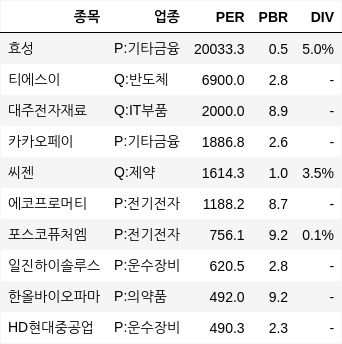 종목 업종 PER PBR DIV
효성 P:기타금융 20033.3 0.5 5.0%
티에스이 Q:반도체 6900.0 2.8 -
대주전자재료 Q:IT부품 2000.0 8.9 -
카카오페이 P:기타금융 1886.8 2.6 -
씨젠 Q:제약 1614.3 1.0 3.5%
에코프로머티 P:전기전자 1188.2 8.7 -
포스코퓨처엠 P:전기전자 756.1 9.2 0.1%
일진하이솔루스 P:운수장비 620.5 2.8 -
한올바이오파마 P:의약품 492.0 9.2 -
HD현대중공업 P:운수장비 490.3 2.3 -